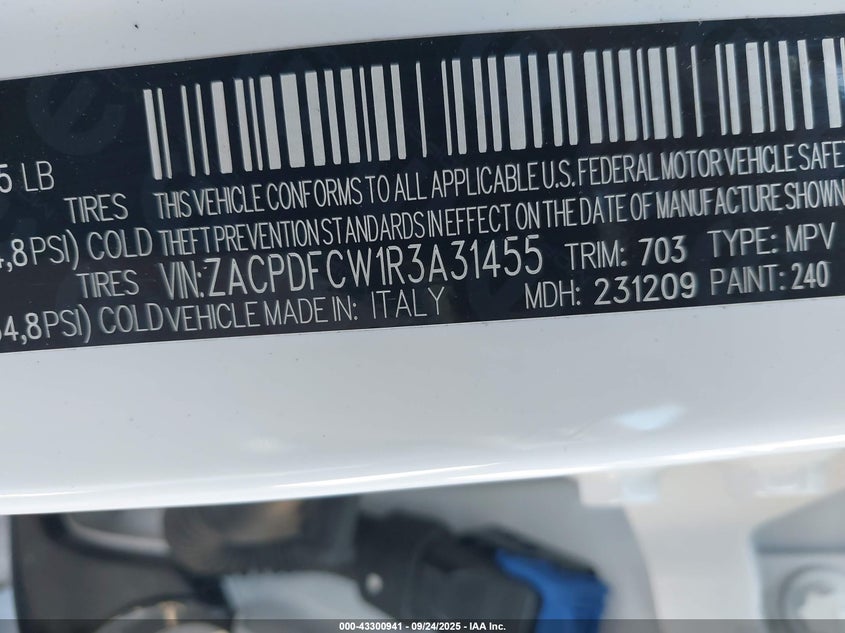 5 LB
TIRES THIS VEHICLE CONFORMS TO ALL APPLICABLE U.S. FEDERAL MOTOR VEHICLE SAFE
4,8PSI) COLD THEFT PREVENTION STANDARDS IN EFFECT ON THE DATE OF MANUFACTURE SHOWN
TIRES VIN:ZACPDFCW1R3A31455 TRIM: 703 TYPE: MPV
4,8PSI) COLD VEHICLE MADE IN: ITALY MDH: 231209 PAINT: 240
000-43300941 - 09/24/2025 - IAA Inc.